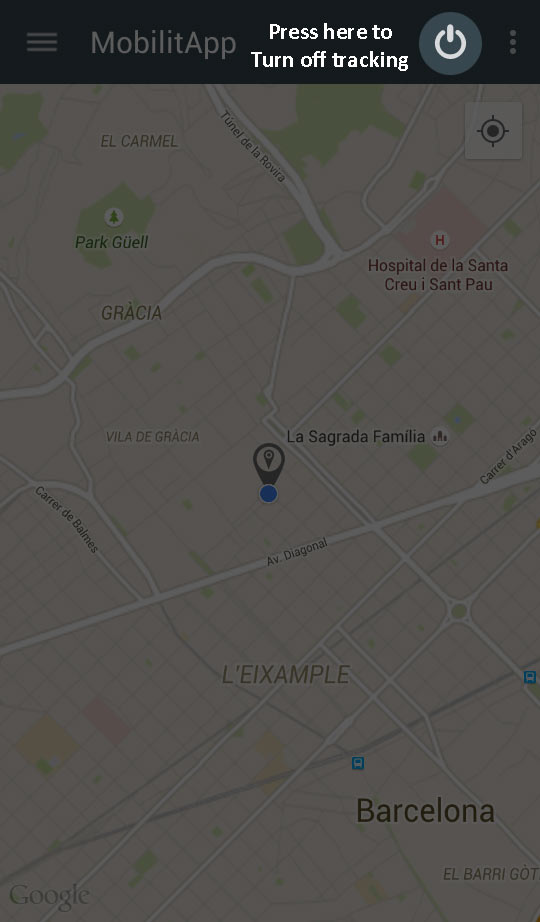 MobilitApp
Press here to
Turn off tracking
EL CARMEL
Túnel de la Rovira
Park Güell
H
Hospital de la Santa
Creu i Sant Pau
GRÀCIA
VILA DE GRÀCIA
La Sagrada Família
Carrer d'Aragó
Carrer de Balmes
Av. Diagonal
L'EIXAMPLE
Barcelona
EL BARRI GÒT
Google